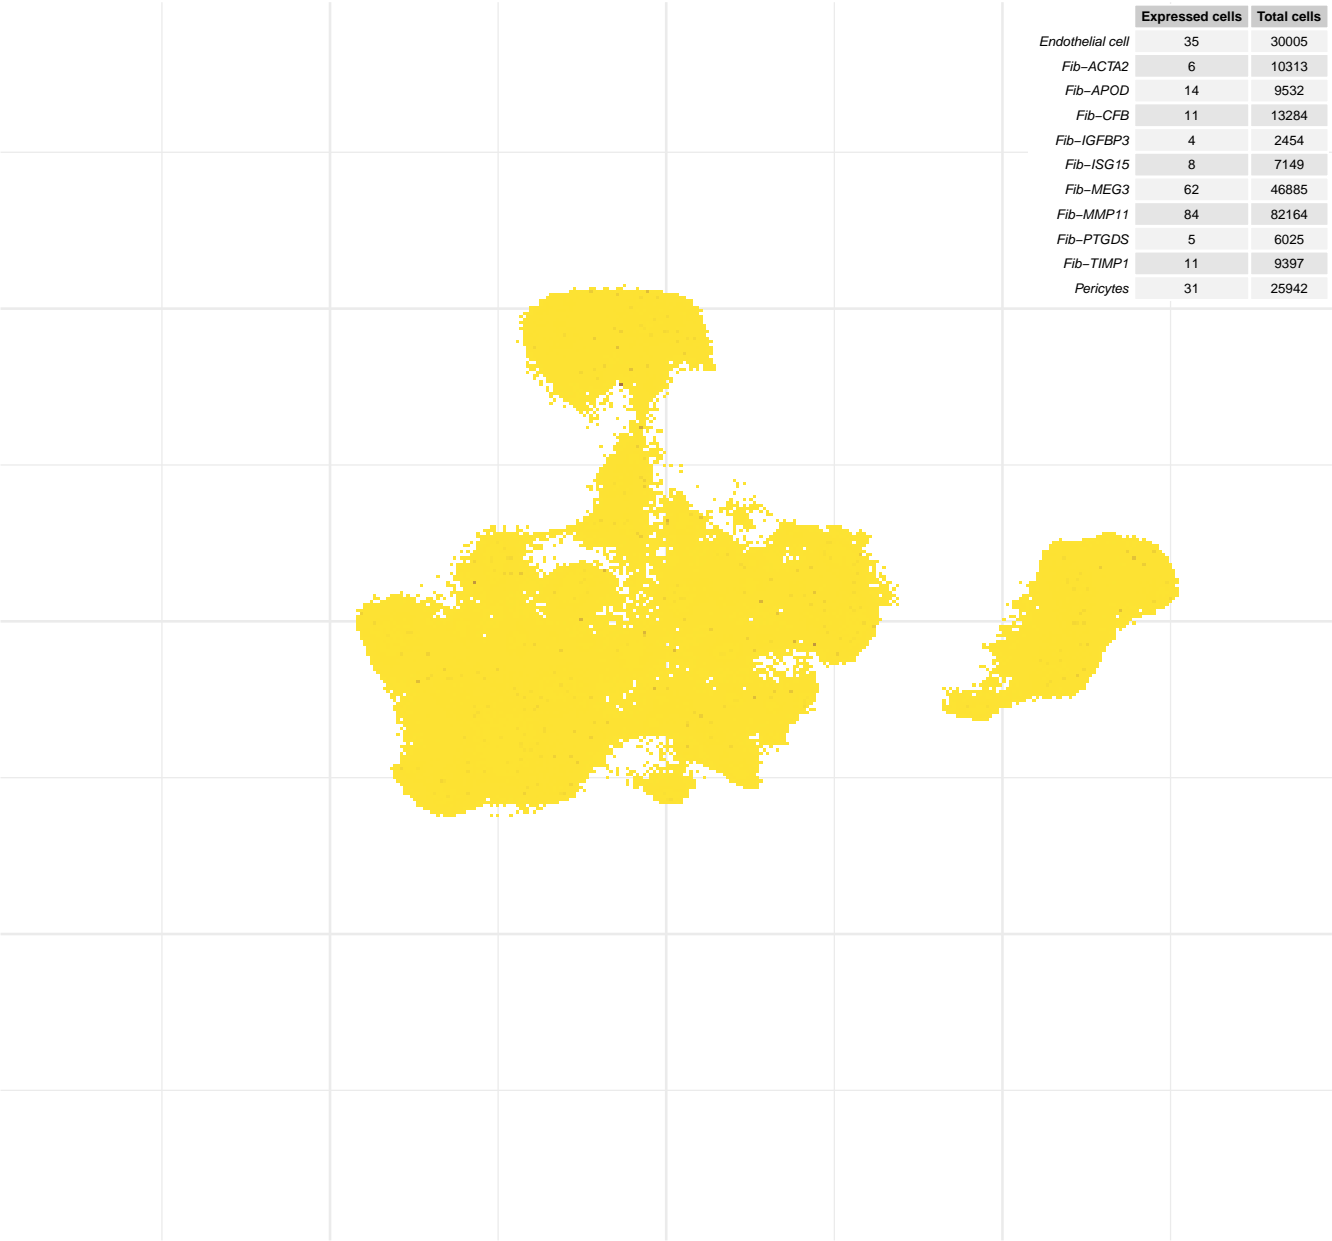 Expressed cells Total cells
Endothelial cell 35 30005
Fib−ACTA2 6 10313
Fib−APOD 14 9532
Fib−CFB 11 13284
Fib−IGFBP3 4 2454
Fib−ISG15 8 7149
Fib−MEG3 62 46885
Fib−MMP11 84 82164
Fib−PTGDS 5 6025
Fib−TIMP1 11 9397
Pericytes 31 25942